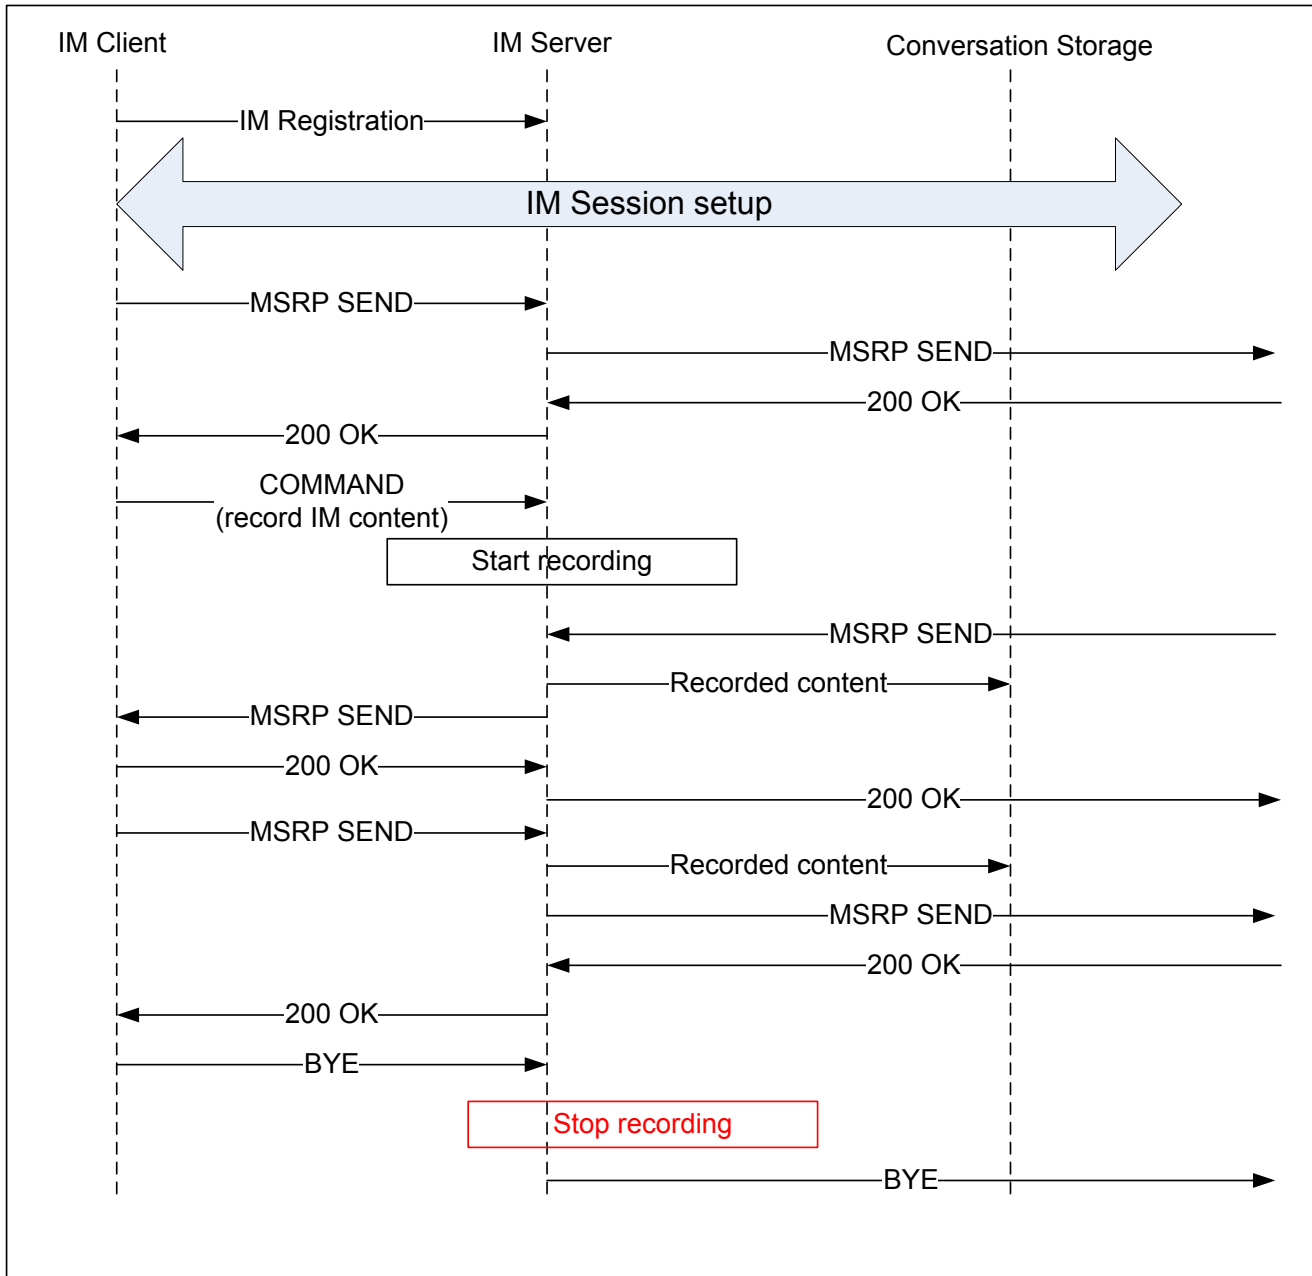 IM Client
IM Server
Conversation Storage
IM Registration
IM Session setup
MSRP SEND
MSRP SEND
200 OK
200 OK
COMMAND
(record IM content)
Start recording
MSRP SEND
Recorded content
MSRP SEND
200 OK
200 OK
MSRP SEND
Recorded content
MSRP SEND
200 OK
200 OK
BYE
Stop recording
BYE